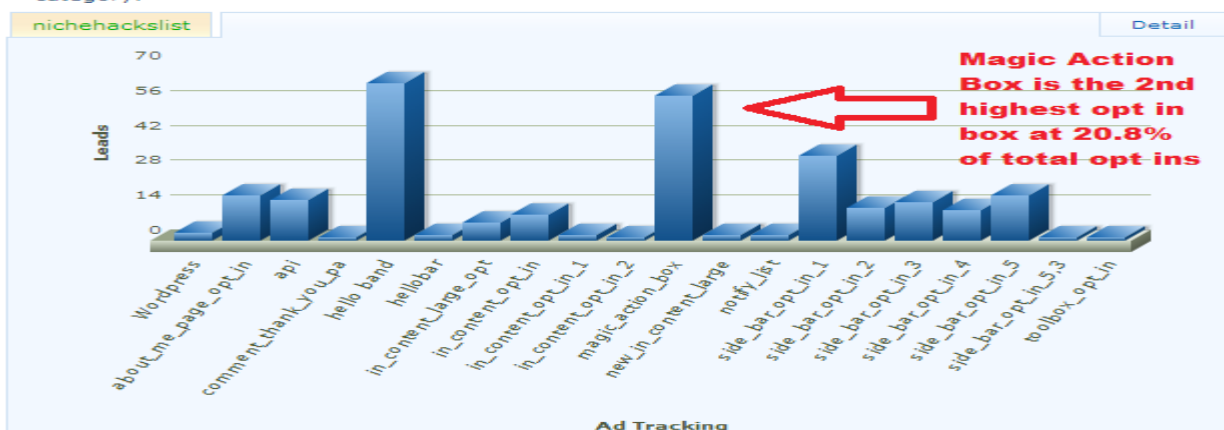 nichehackslist
Detail
70
56
42
28
14
0
Leads
Magic Action
Box is the 2nd
highest opt in
box at 20.8%
of total opt ins
Wordpress
about_me_page_opt_in
api
comment_thank_you_pa
hello band
hellobar
in_content_large_opt
in_content_opt_in
in_content_opt_in_1
in_content_opt_in_2
magic_action_box
new_in_content_large
notify_list
side_bar_opt_in_1
side_bar_opt_in_2
side_bar_opt_in_3
side_bar_opt_in_4
side_bar_opt_in_5
side_bar_opt_in_5,3
toolbox_opt_in
Ad Tracking